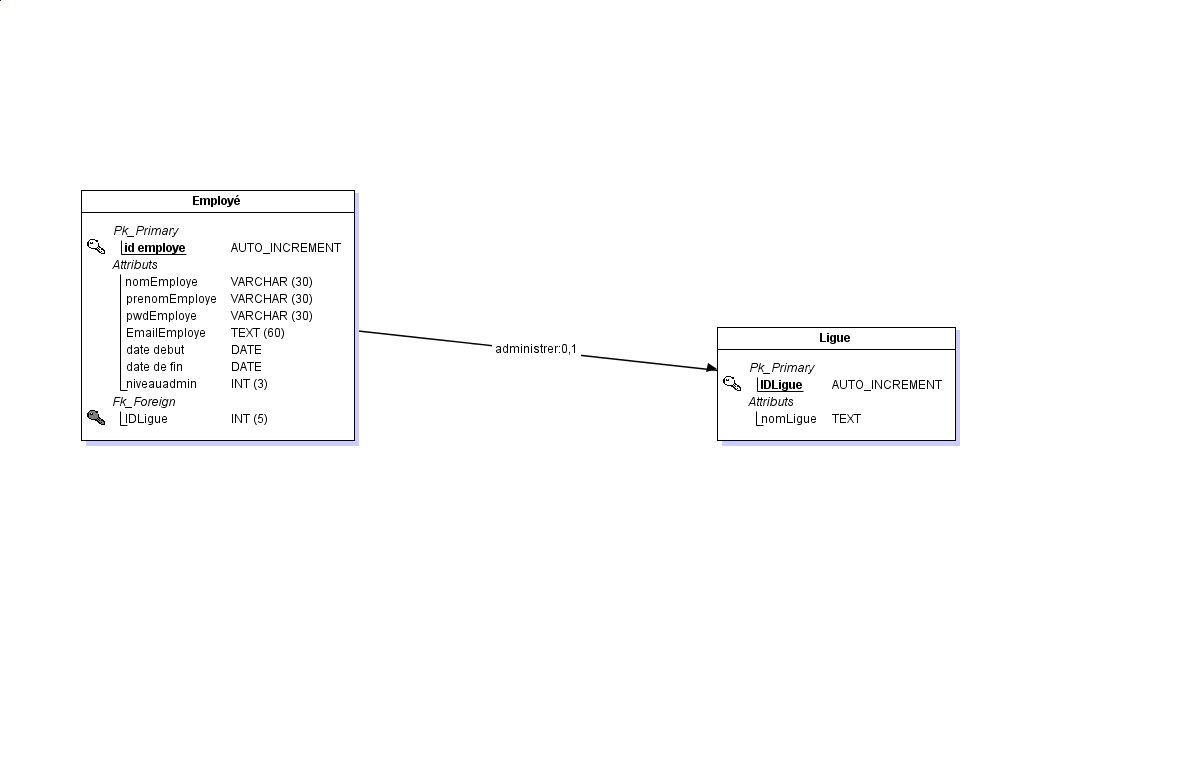 Employé
Pk_Primary
id employe AUTO_INCREMENT
Attributs
nomEmploye VARCHAR (30)
prenomEmploye VARCHAR (30)
pwdEmploye VARCHAR (30)
EmailEmploye TEXT (60)
date debut DATE
date de fin DATE
niveauadmin INT (3)
Fk_Foreign
IDLigue INT (5)
administrer:0,1
Ligue
Pk_Primary
IDLigue AUTO_INCREMENT
Attributs
nomLigue TEXT